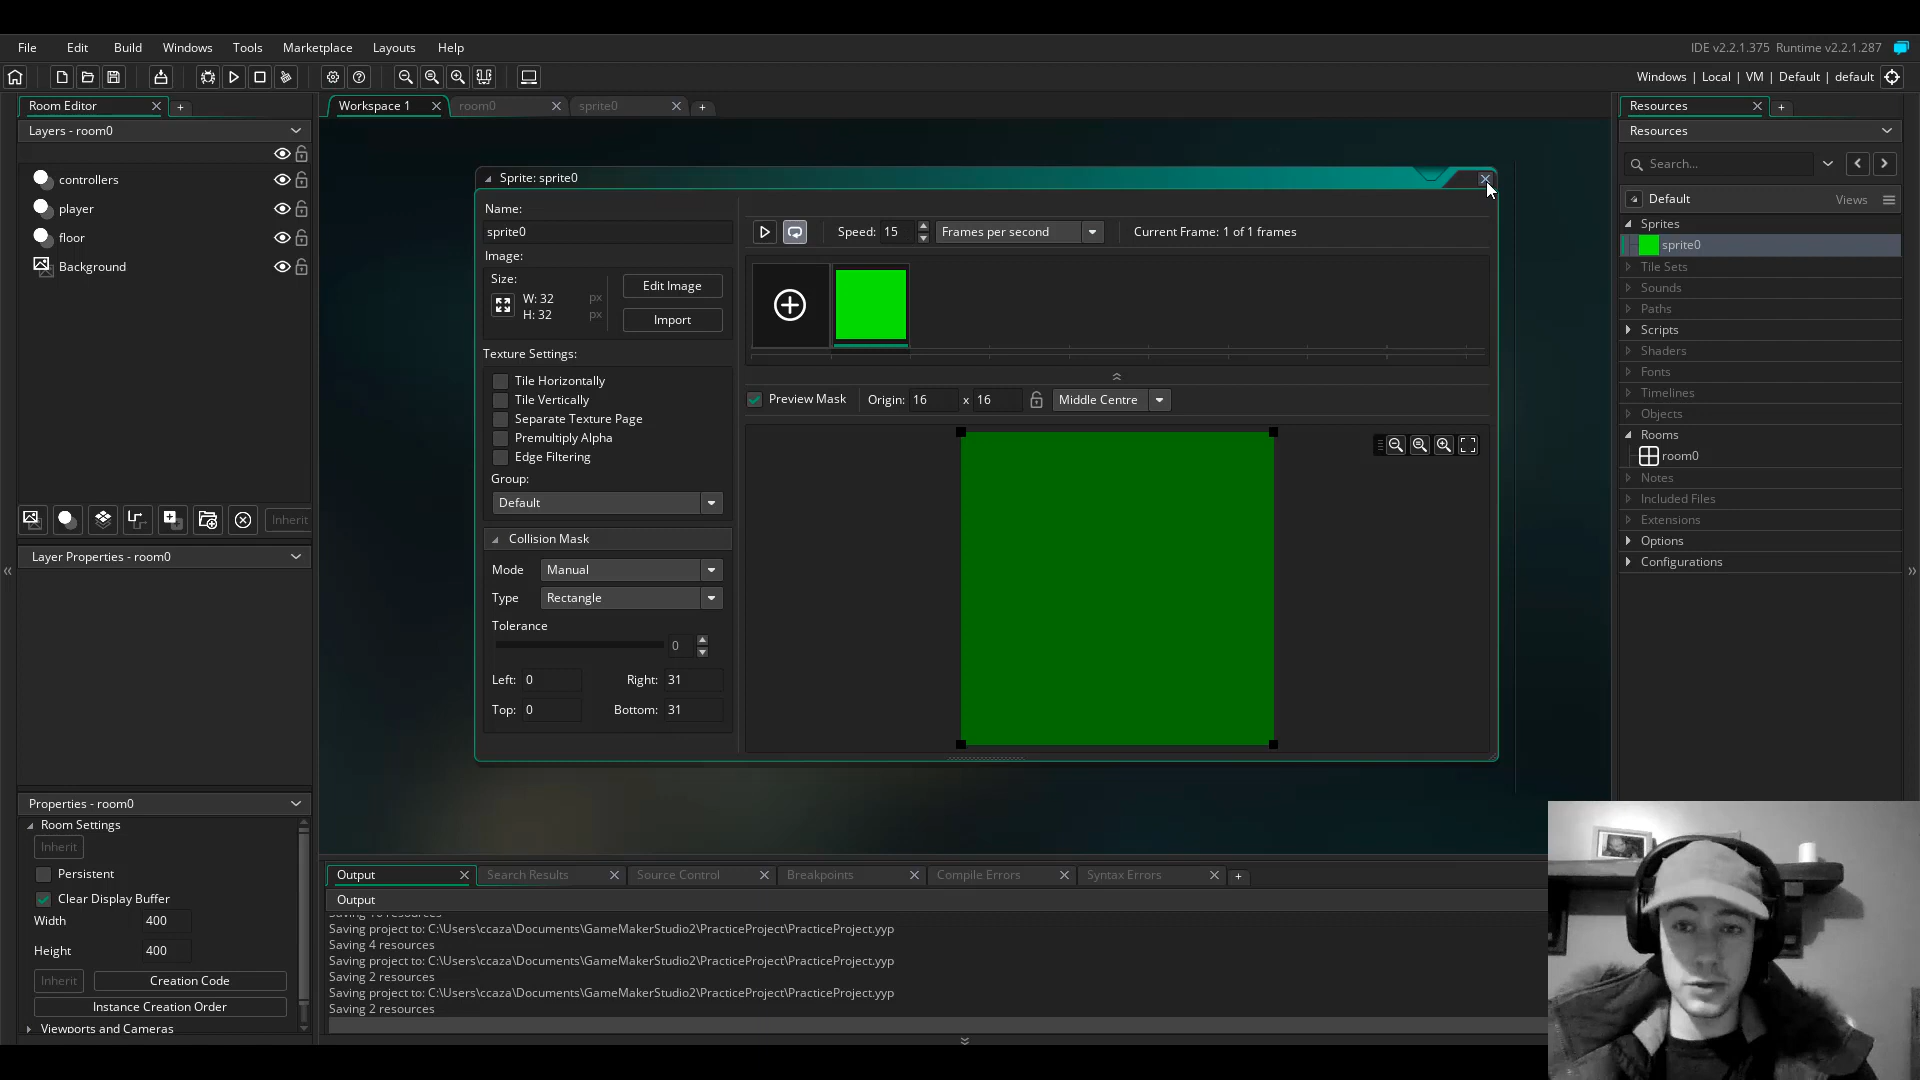 File Edit Build Windows Tools Marketplace Layouts Help IDE v2.2.1.375 Runtime v2.2.1.287
Windows | Local | VM | Default | default
Room Editor
Workspace 1 room0 sprite0
Resources
Layers - room0
Resources
Search...
controllers
player
floor
Background
Default Views
Sprites
sprite0
Tile Sets
Sounds
Paths
Scripts
Shaders
Fonts
Timelines
Objects
Rooms
room0
Notes
Included Files
Extensions
Options
Configurations
Sprite: sprite0
Name:
sprite0
Image:
Size:
W: 32 px
H: 32 px
Edit Image
Import
Texture Settings:
Tile Horizontally
Tile Vertically
Separate Texture Page
Premultiply Alpha
Edge Filtering
Group:
Default
Collision Mask
Mode Manual
Type Rectangle
Tolerance
0
Left: 0 Right: 31
Top: 0 Bottom: 31
Speed: 15 Frames per second Current Frame: 1 of 1 frames
Preview Mask Origin: 16 x 16 Middle Centre
Inherit
Layer Properties - room0
Properties - room0
Room Settings
Inherit
Persistent
Clear Display Buffer
Width 400
Height 400
Inherit Creation Code
Instance Creation Order
Viewports and Cameras
Output Search Results Source Control Breakpoints Compile Errors Syntax Errors
Output
Saving project to: C:\Users\ccaza\Documents\GameMakerStudio2\PracticeProject\PracticeProject.yyp
Saving 4 resources
Saving project to: C:\Users\ccaza\Documents\GameMakerStudio2\PracticeProject\PracticeProject.yyp
Saving 2 resources
Saving project to: C:\Users\ccaza\Documents\GameMakerStudio2\PracticeProject\PracticeProject.yyp
Saving 2 resources